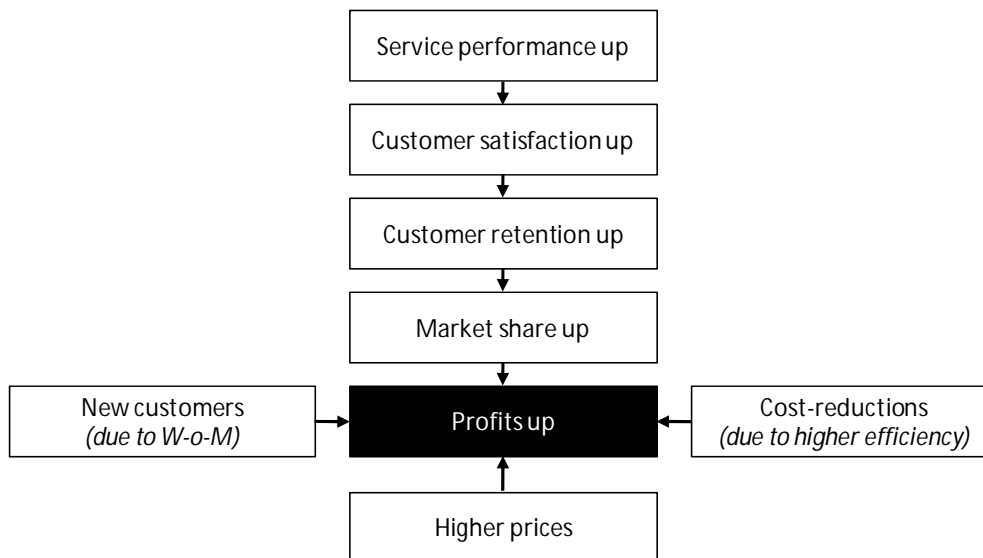 Service performance up
Customer satisfaction up
Customer retention up
Market share up
New customers
(due to W-o-M)
Profits up
Cost-reductions
(due to higher efficiency)
Higher prices